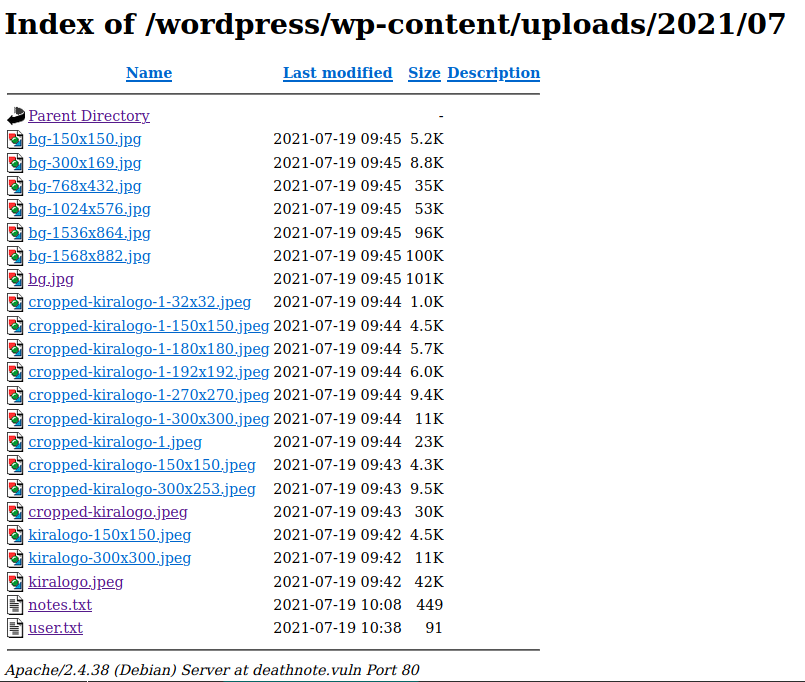 Index of /wordpress/wp-content/uploads/2021/07
Name Last modified Size Description
Parent Directory -
bg-150x150.jpg 2021-07-19 09:45 5.2K
bg-300x169.jpg 2021-07-19 09:45 8.8K
bg-768x432.jpg 2021-07-19 09:45 35K
bg-1024x576.jpg 2021-07-19 09:45 53K
bg-1536x864.jpg 2021-07-19 09:45 96K
bg-1568x882.jpg 2021-07-19 09:45 100K
bg.jpg 2021-07-19 09:45 101K
cropped-kiralogo-1-32x32.jpeg 2021-07-19 09:44 1.0K
cropped-kiralogo-1-150x150.jpeg 2021-07-19 09:44 4.5K
cropped-kiralogo-1-180x180.jpeg 2021-07-19 09:44 5.7K
cropped-kiralogo-1-192x192.jpeg 2021-07-19 09:44 6.0K
cropped-kiralogo-1-270x270.jpeg 2021-07-19 09:44 9.4K
cropped-kiralogo-1-300x300.jpeg 2021-07-19 09:44 11K
cropped-kiralogo-1.jpeg 2021-07-19 09:44 23K
cropped-kiralogo-150x150.jpeg 2021-07-19 09:43 4.3K
cropped-kiralogo-300x253.jpeg 2021-07-19 09:43 9.5K
cropped-kiralogo.jpeg 2021-07-19 09:43 30K
kiralogo-150x150.jpeg 2021-07-19 09:42 4.5K
kiralogo-300x300.jpeg 2021-07-19 09:42 11K
kiralogo.jpeg 2021-07-19 09:42 42K
notes.txt 2021-07-19 10:08 449
user.txt 2021-07-19 10:38 91
Apache/2.4.38 (Debian) Server at deathnote.vuln Port 80